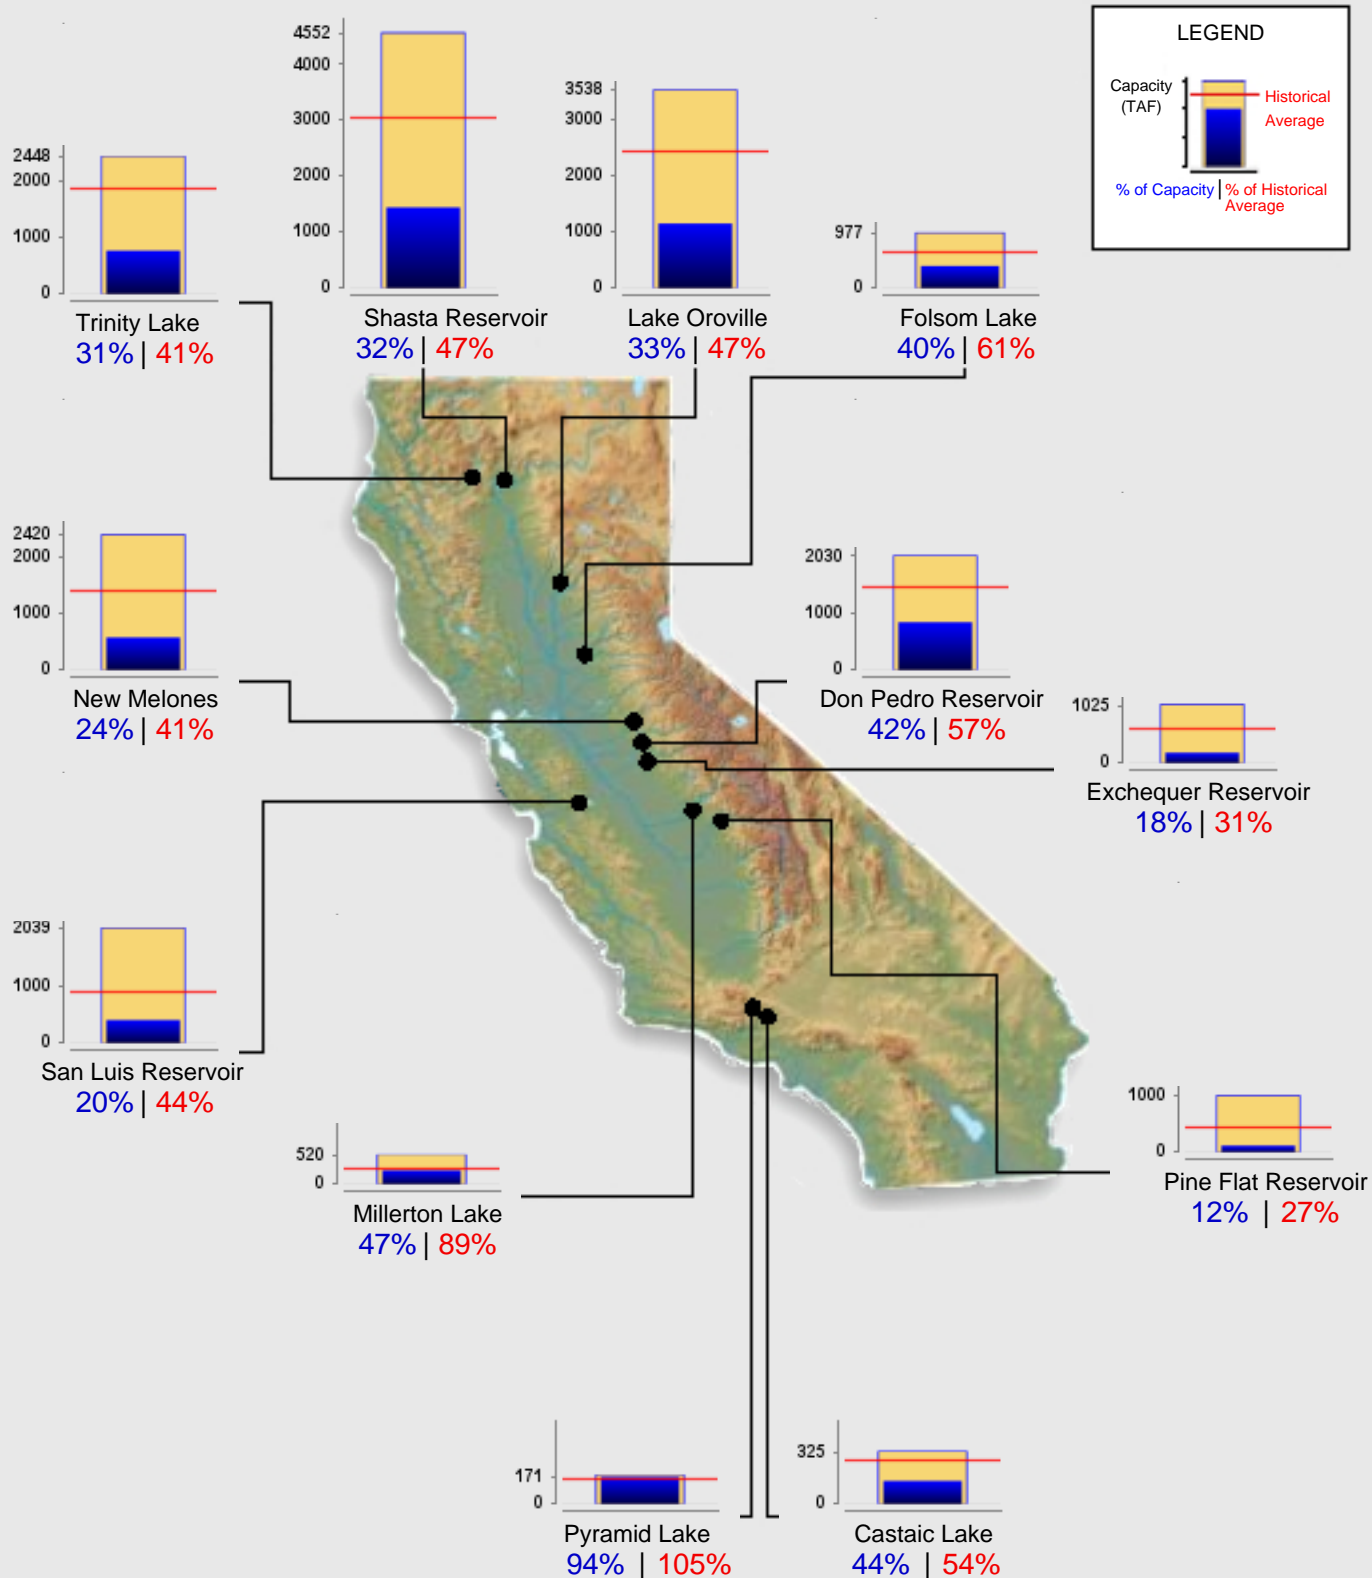 LEGEND
Capacity
(TAF)
Historical
Average
% of Capacity | % of Historical
Average
4552
4000
3000
2000
1000
0
Shasta Reservoir
32% | 47%
3538
3000
2000
1000
0
Lake Oroville
33% | 47%
2448
2000
1000
0
Trinity Lake
31% | 41%
977
0
Folsom Lake
40% | 61%
2420
2000
1000
0
New Melones
24% | 41%
2030
1000
0
Don Pedro Reservoir
42% | 57%
1025
0
Exchequer Reservoir
18% | 31%
2039
1000
0
San Luis Reservoir
20% | 44%
520
0
Millerton Lake
47% | 89%
1000
0
Pine Flat Reservoir
12% | 27%
171
0
Pyramid Lake
94% | 105%
325
0
Castaic Lake
44% | 54%